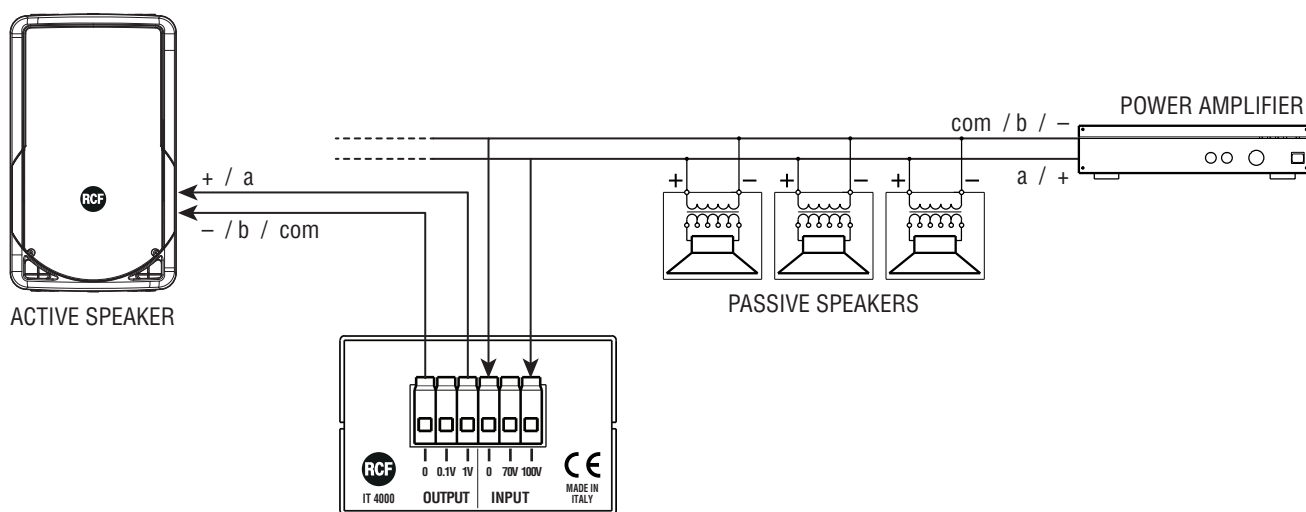 POWER AMPLIFIER
com / b / –
a / +
+ – + – + –
PASSIVE SPEAKERS
RCF
+ / a
– / b / com
ACTIVE SPEAKER
0 0.1V 1V 0 70V 100V
OUTPUT INPUT
RCF
IT 4000
CE
MADE IN
ITALY